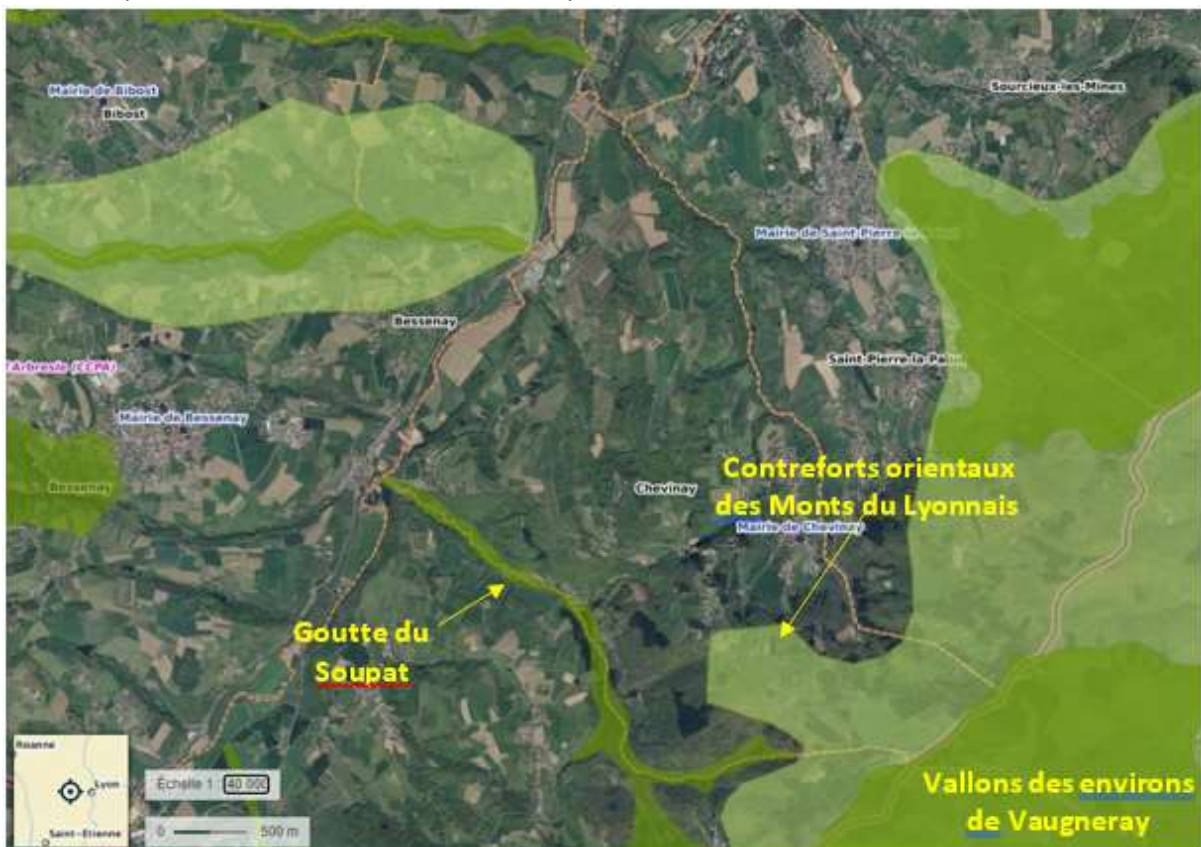 Mairie de Bibost
Bibost
Sourcieux-les-Mines
Mairie de Saint-Pierre
Bessenay
Saint-Pierre-la-Palu
l'Arbresle (CCPA)
Mairie de Bessenay
Contreforts orientaux
des Monts du Lyonnais
Bessenay
Chevinay
Mairie de Chevinay
Goutte du
Soupat
Roanne
Lyon
Saint-Etienne
Échelle 1 : 40 000
0 500 m
Vallons des environs
de Vaugneray